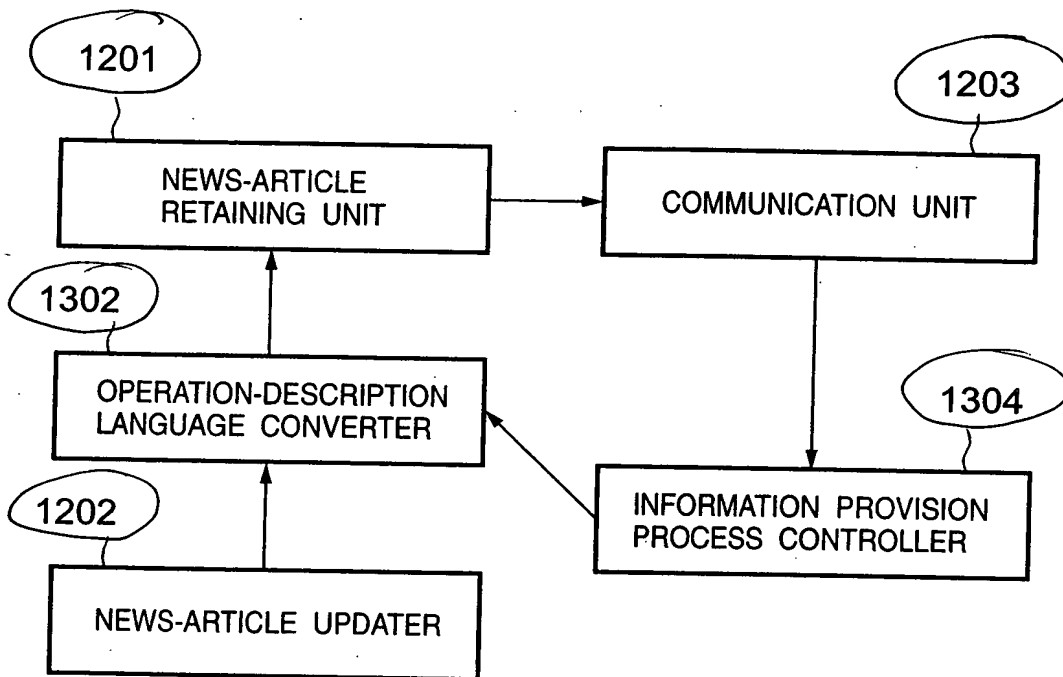 1201
1203
NEWS-ARTICLE
RETAINING UNIT
COMMUNICATION UNIT
1302
1304
OPERATION-DESCRIPTION
LANGUAGE CONVERTER
1202
INFORMATION PROVISION
PROCESS CONTROLLER
NEWS-ARTICLE UPDATER